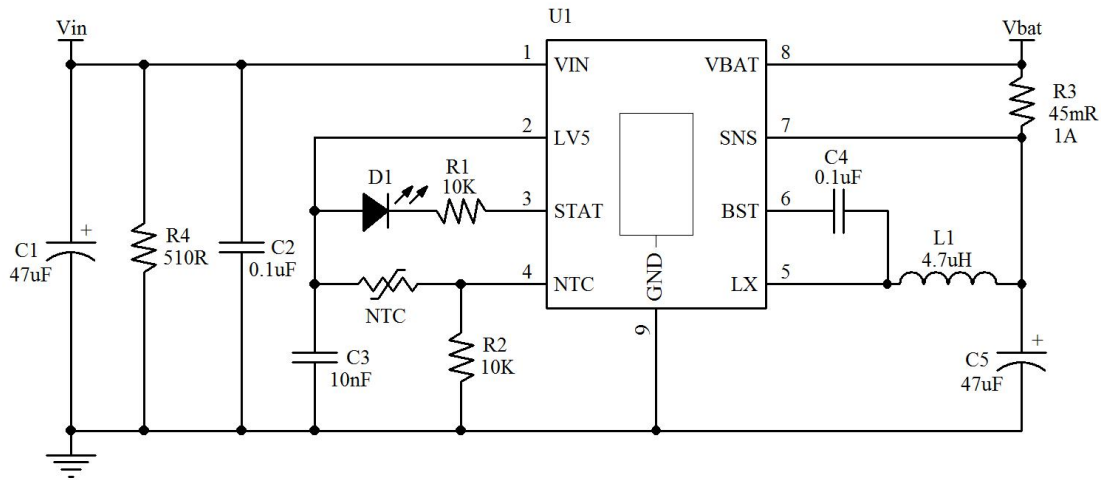 U1
Vin
Vbat
1
VIN
VBAT
8
R3
45mR
1A
2
LV5
SNS
7
D1
R1
10K
C4
0.1uF
3
STAT
BST
6
C1
47uF
+
R4
510R
C2
0.1uF
L1
4.7uH
4
NTC
LX
5
GND
NTC
9
C3
10nF
R2
10K
C5
47uF
+